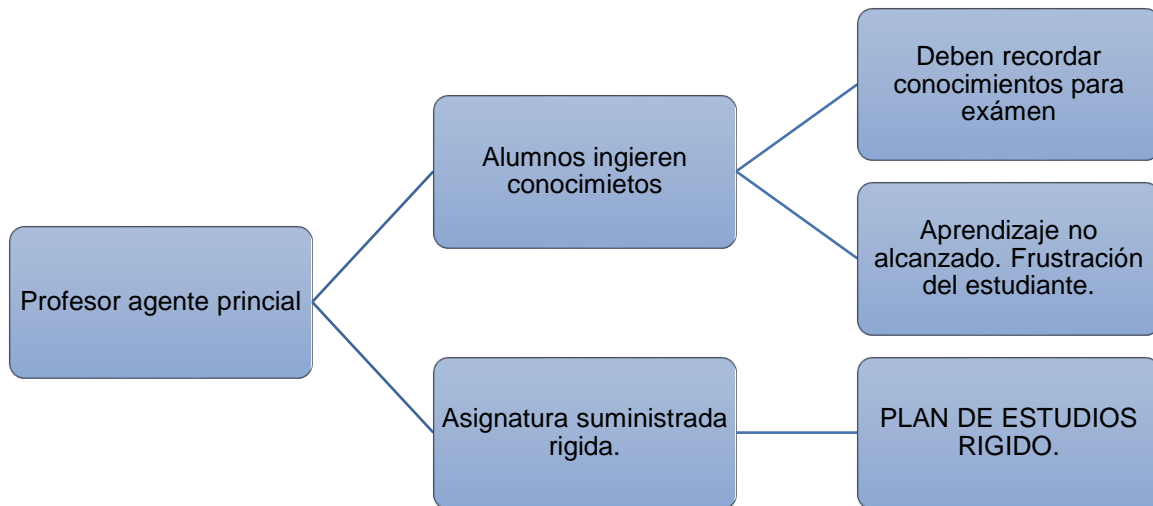 Profesor agente princial
Alumnos ingieren
conocimietos
Deben recordar
conocimientos para
exámen
Aprendizaje no
alcanzado. Frustración
del estudiante.
Asignatura suministrada
rigida.
PLAN DE ESTUDIOS
RIGIDO.